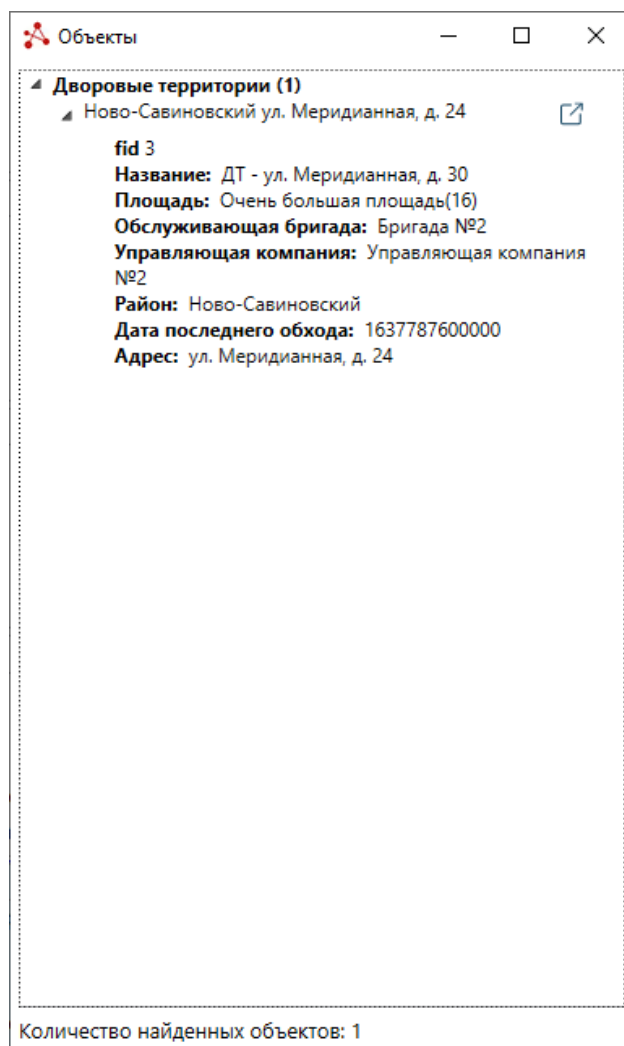 Объекты
Дворовые территории (1)
Ново-Савиновский ул. Меридианная, д. 24
fid 3
Название: ДТ - ул. Меридианная, д. 30
Площадь: Очень большая площадь(16)
Обслуживающая бригада: Бригада №2
Управляющая компания: Управляющая компания
№2
Район: Ново-Савиновский
Дата последнего обхода: 1637787600000
Адрес: ул. Меридианная, д. 24
Количество найденных объектов: 1